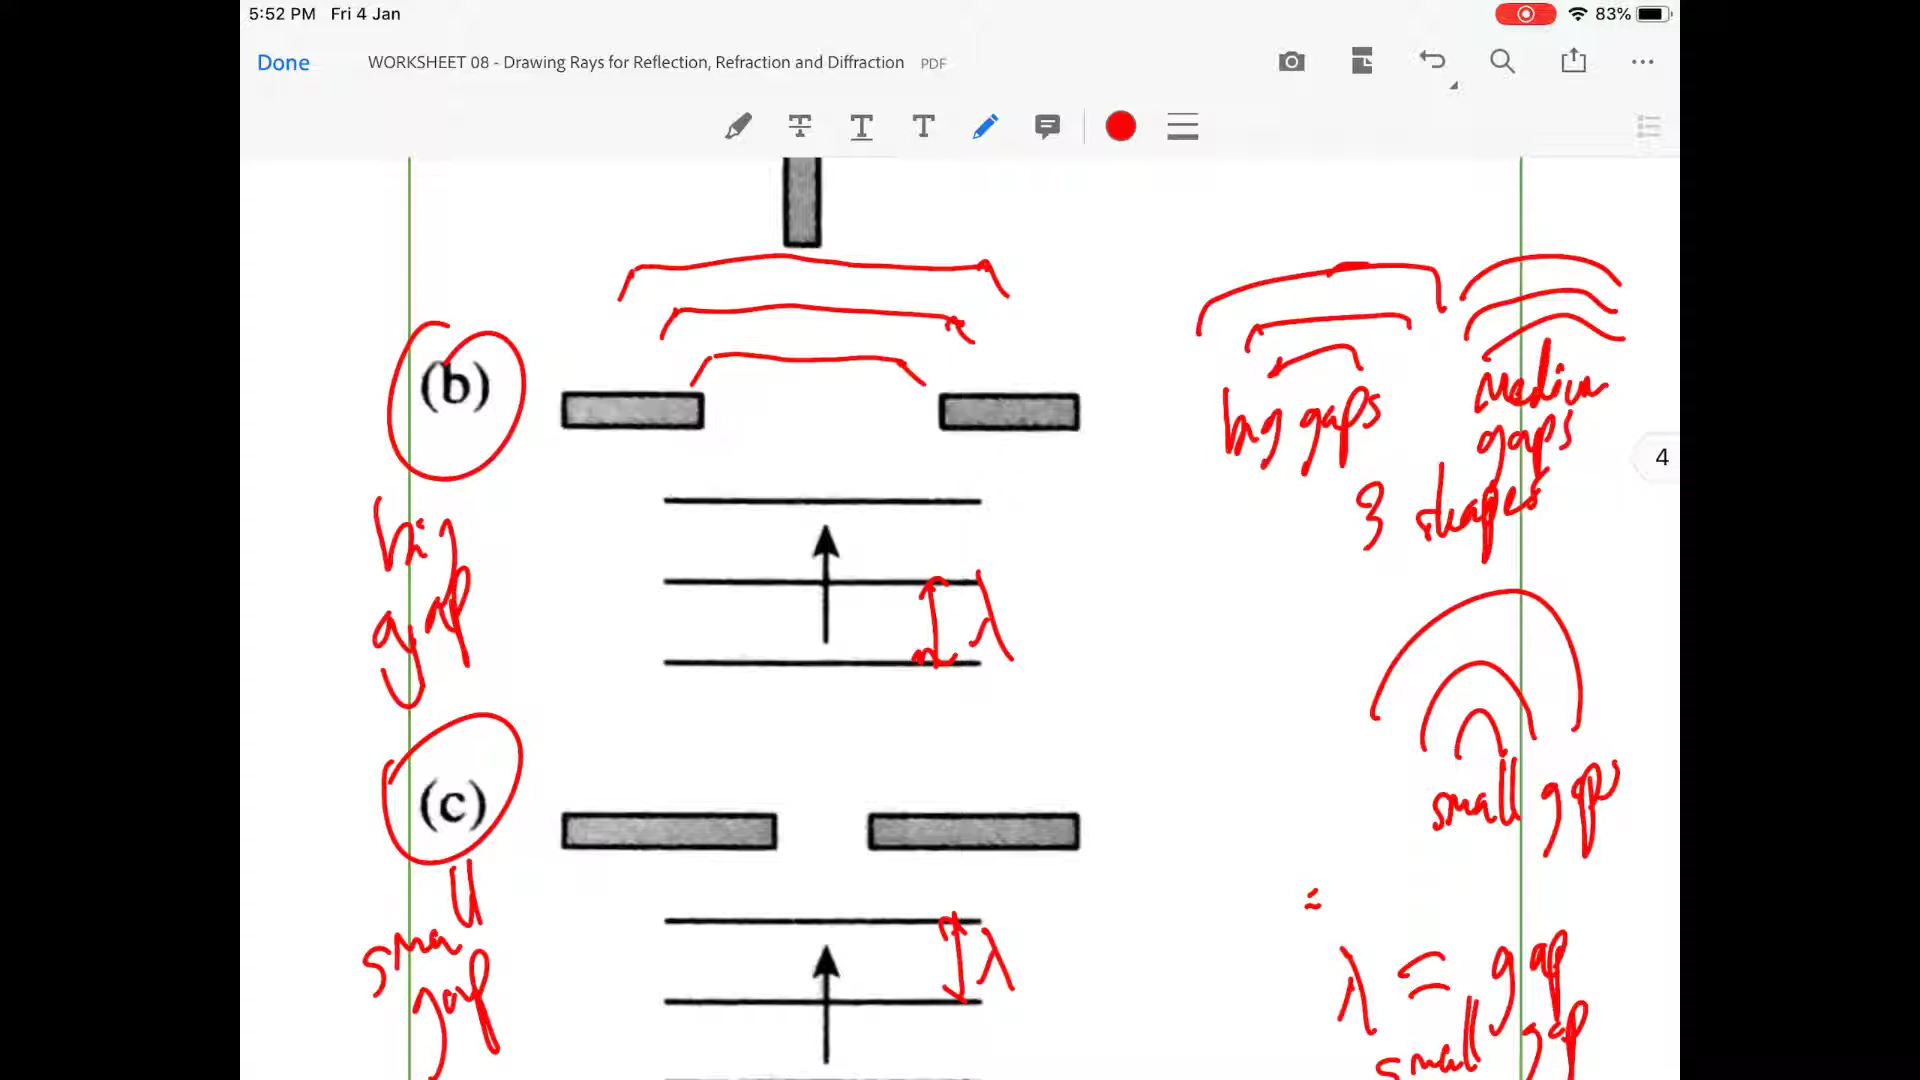 5:52 PM Fri 4 Jan
83%
Done
WORKSHEET 08 - Drawing Rays for Reflection, Refraction and Diffraction PDF
T T T
(b)
big gaps
Medium
gaps
3 shapes
4
big
gap
λ
small gaps
(c)
small
gap
λ
=
λ = gap
small gap